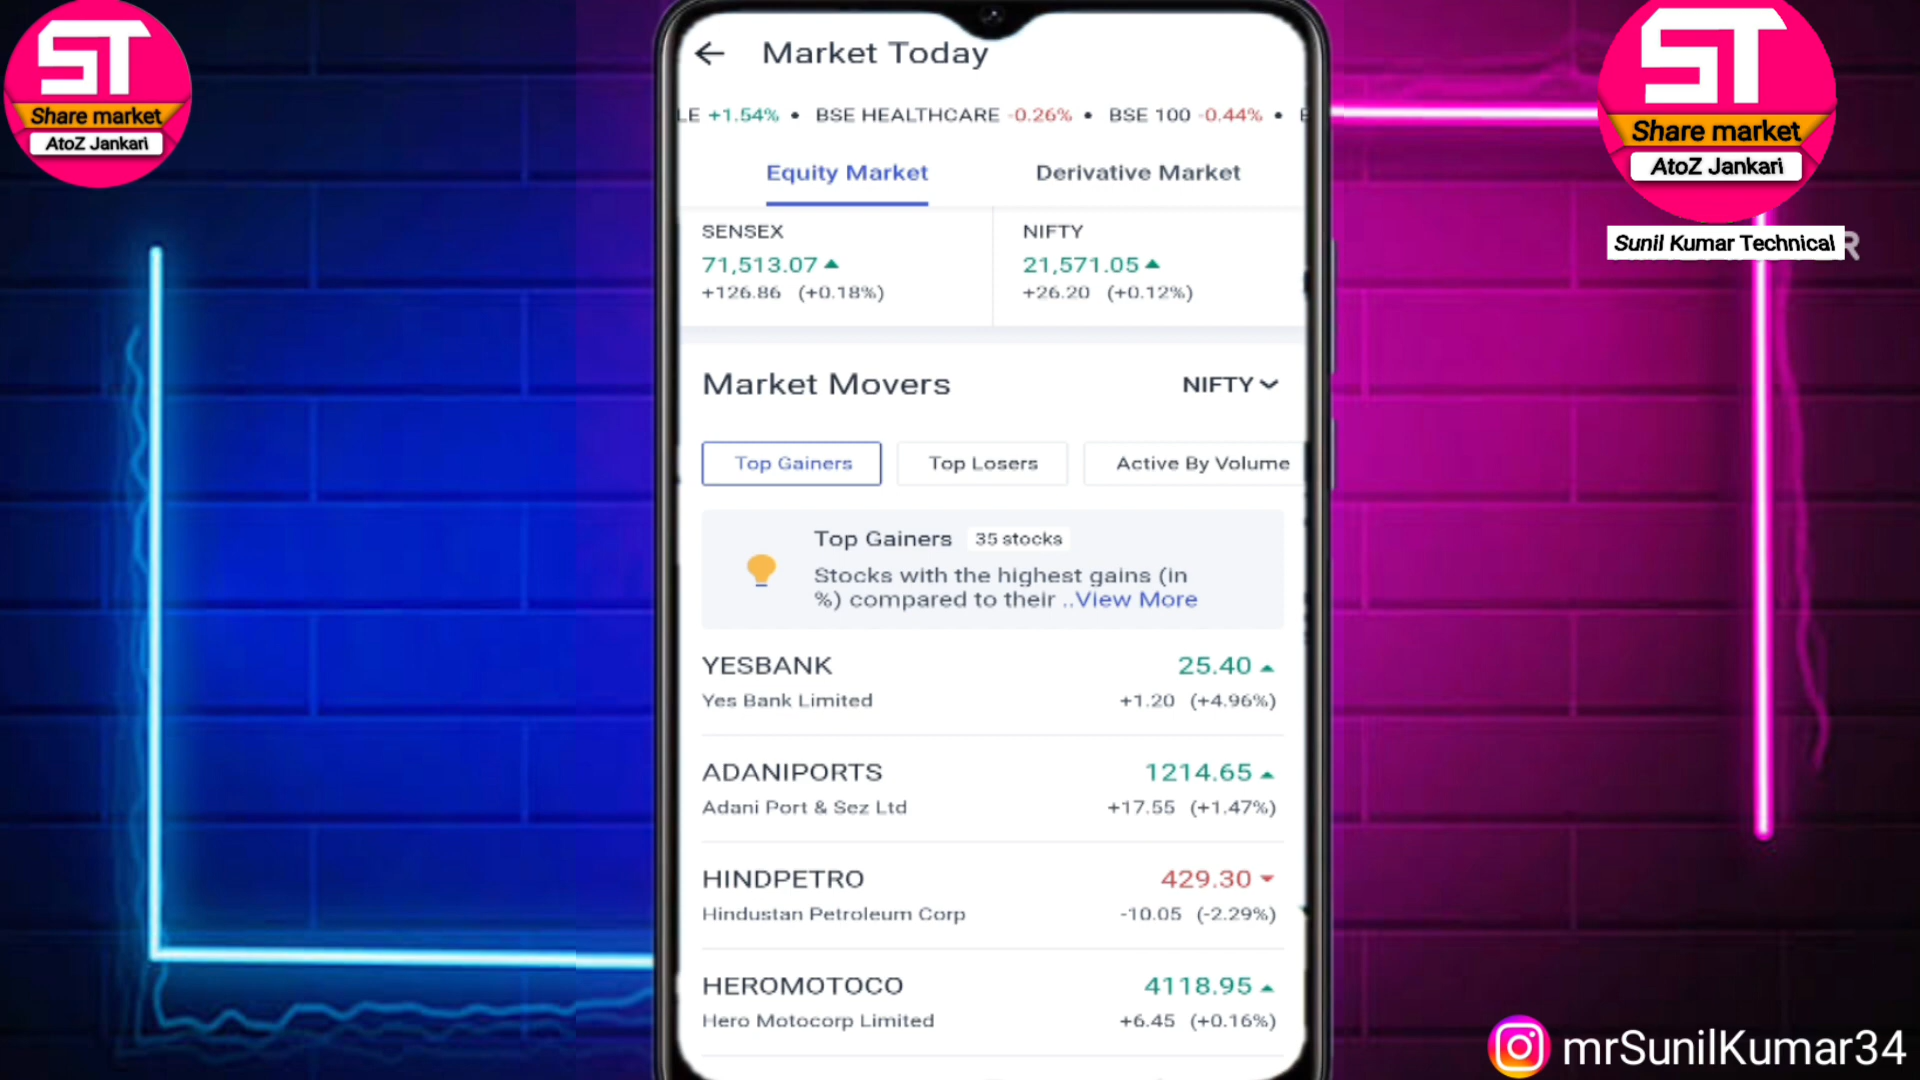 ST
Share market
AtoZ Jankari
ST
Share market
AtoZ Jankari
Sunil Kumar Technical
R
Market Today
LE +1.54% • BSE HEALTHCARE -0.26% • BSE 100 -0.44% •
Equity Market
Derivative Market
SENSEX
71,513.07
+126.86 (+0.18%)
NIFTY
21,571.05
+26.20 (+0.12%)
Market Movers
NIFTY
Top Gainers
Top Losers
Active By Volume
Top Gainers 35 stocks
Stocks with the highest gains (in
%) compared to their ..View More
YESBANK 25.40
Yes Bank Limited +1.20 (+4.96%)
ADANIPORTS 1214.65
Adani Port & Sez Ltd +17.55 (+1.47%)
HINDPETRO 429.30
Hindustan Petroleum Corp -10.05 (-2.29%)
HEROMOTOCO 4118.95
Hero Motocorp Limited +6.45 (+0.16%)
mrSunilKumar34